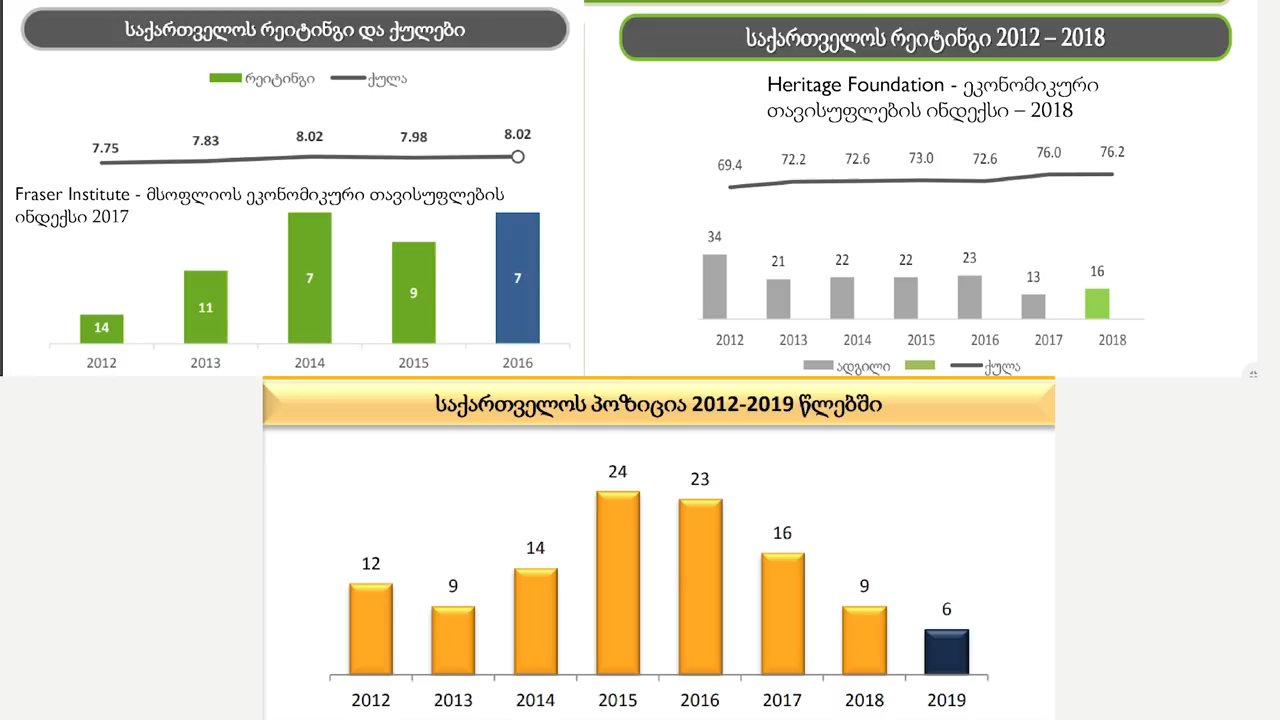 საქართველოს რეიტინგი და ქულები
რეიტინგი ქულა
7.75 7.83 8.02 7.98 8.02
Fraser Institute - მსოფლიოს ეკონომიკური თავისუფლების
ინდექსი 2017
14 11 7 9 7
2012 2013 2014 2015 2016
საქართველოს რეიტინგი 2012 – 2018
Heritage Foundation - ეკონომიკური
თავისუფლების ინდექსი – 2018
69.4 72.2 72.6 73.0 72.6 76.0 76.2
34 21 22 22 23 13 16
2012 2013 2014 2015 2016 2017 2018
ადგილი ქულა
საქართველოს პოზიცია 2012-2019 წლებში
12 9 14 24 23 16 9 6
2012 2013 2014 2015 2016 2017 2018 2019